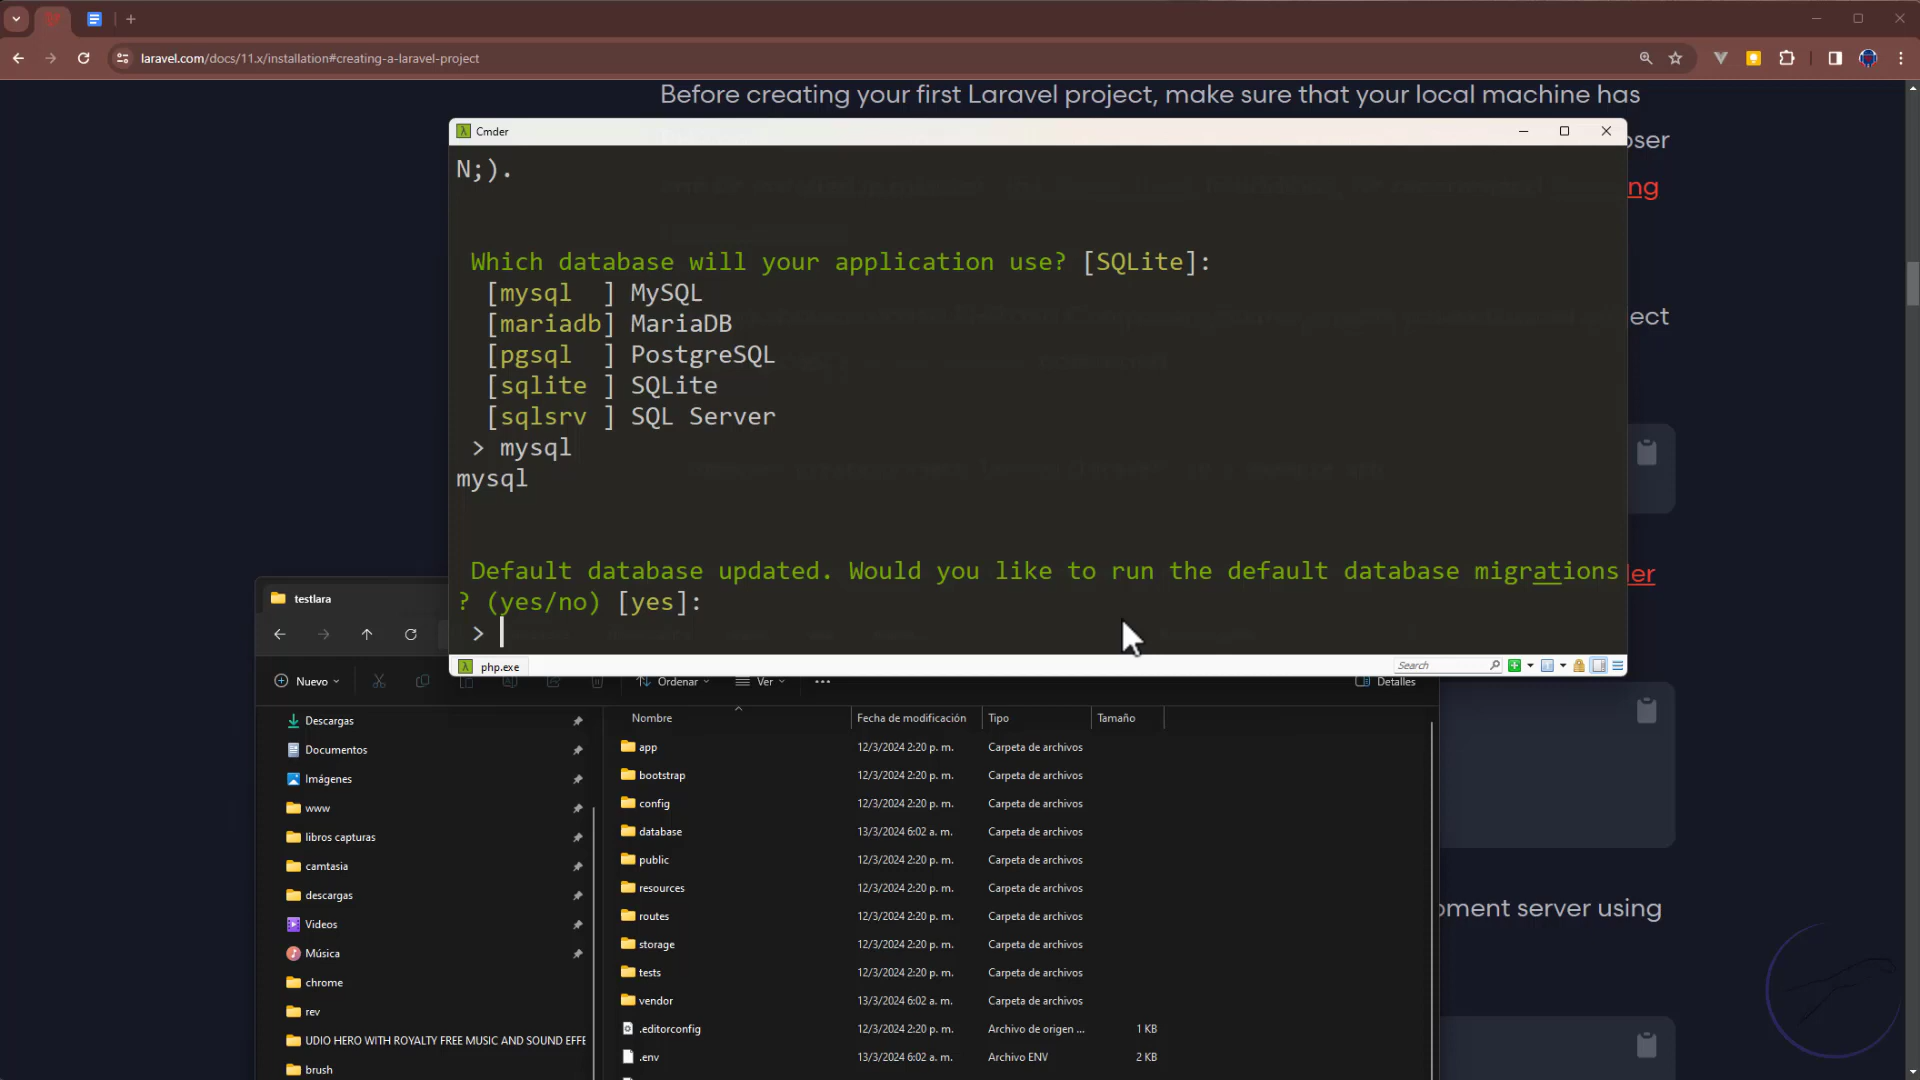 laravel.com/docs/11.x/installation#creating-a-laravel-project
Before creating your first Laravel project, make sure that your local machine has
oser
ng
Cmder
N;).
Which database will your application use? [SQLite]:
[mysql  ] MySQL
[mariadb] MariaDB
[pgsql  ] PostgreSQL
[sqlite ] SQLite
[sqlsrv ] SQL Server
> mysql
mysql
Default database updated. Would you like to run the default database migrations
? (yes/no) [yes]:
>
php.exe
Search
ect
ler
oment server using
testlara
Nuevo
Ordenar
Ver
Detalles
Descargas
Documentos
Imágenes
www
libros capturas
camtasia
descargas
Videos
Música
chrome
rev
UDIO HERO WITH ROYALTY FREE MUSIC AND SOUND EFFE
brush
Nombre Fecha de modificación Tipo Tamaño
app 12/3/2024 2:20 p. m. Carpeta de archivos
bootstrap 12/3/2024 2:20 p. m. Carpeta de archivos
config 12/3/2024 2:20 p. m. Carpeta de archivos
database 13/3/2024 6:02 a. m. Carpeta de archivos
public 12/3/2024 2:20 p. m. Carpeta de archivos
resources 12/3/2024 2:20 p. m. Carpeta de archivos
routes 12/3/2024 2:20 p. m. Carpeta de archivos
storage 12/3/2024 2:20 p. m. Carpeta de archivos
tests 12/3/2024 2:20 p. m. Carpeta de archivos
vendor 13/3/2024 6:02 a. m. Carpeta de archivos
.editorconfig 12/3/2024 2:20 p. m. Archivo de origen ... 1 KB
.env 13/3/2024 6:02 a. m. Archivo ENV 2 KB